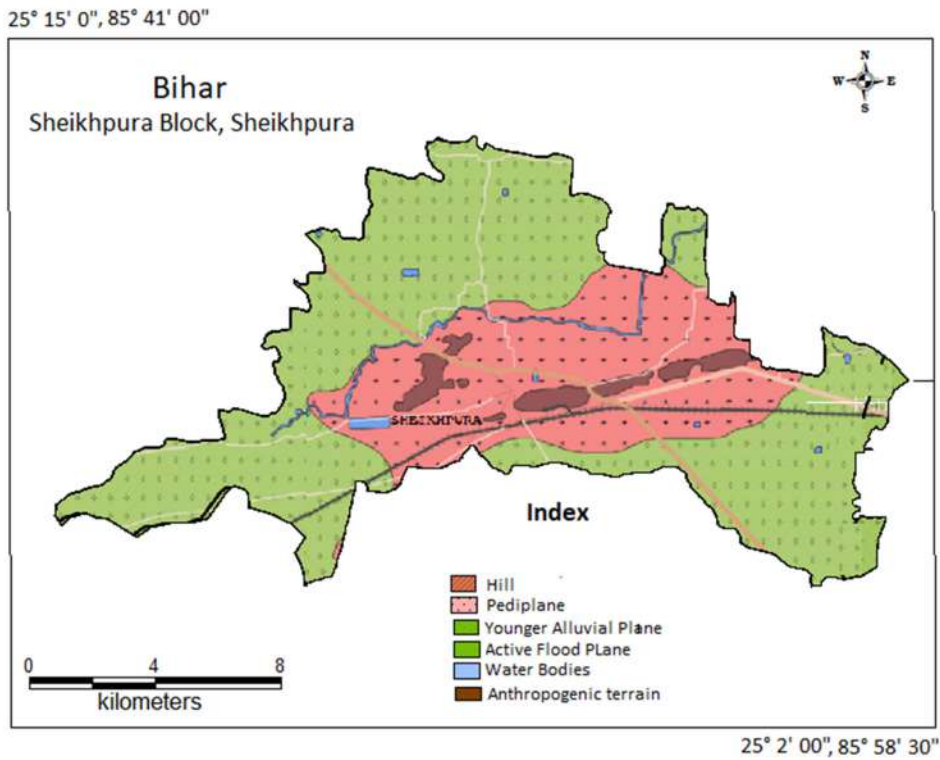 25° 15' 0", 85° 41' 00"
Bihar
Sheikhpura Block, Sheikhpura
N
W E
S
SHEIKHPURA
Index
Hill
Pediplane
Younger Alluvial Plane
Active Flood PLane
Water Bodies
Anthropogenic terrain
0 4 8
kilometers
25° 2' 00", 85° 58' 30"